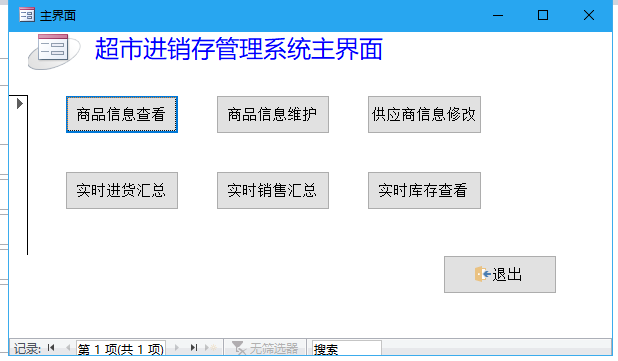 主界面
超市进销存管理系统主界面
商品信息查看 商品信息维护 供应商信息修改
实时进货汇总 实时销售汇总 实时库存查看
退出
记录: 第 1 项(共 1 项) 无筛选器 搜索